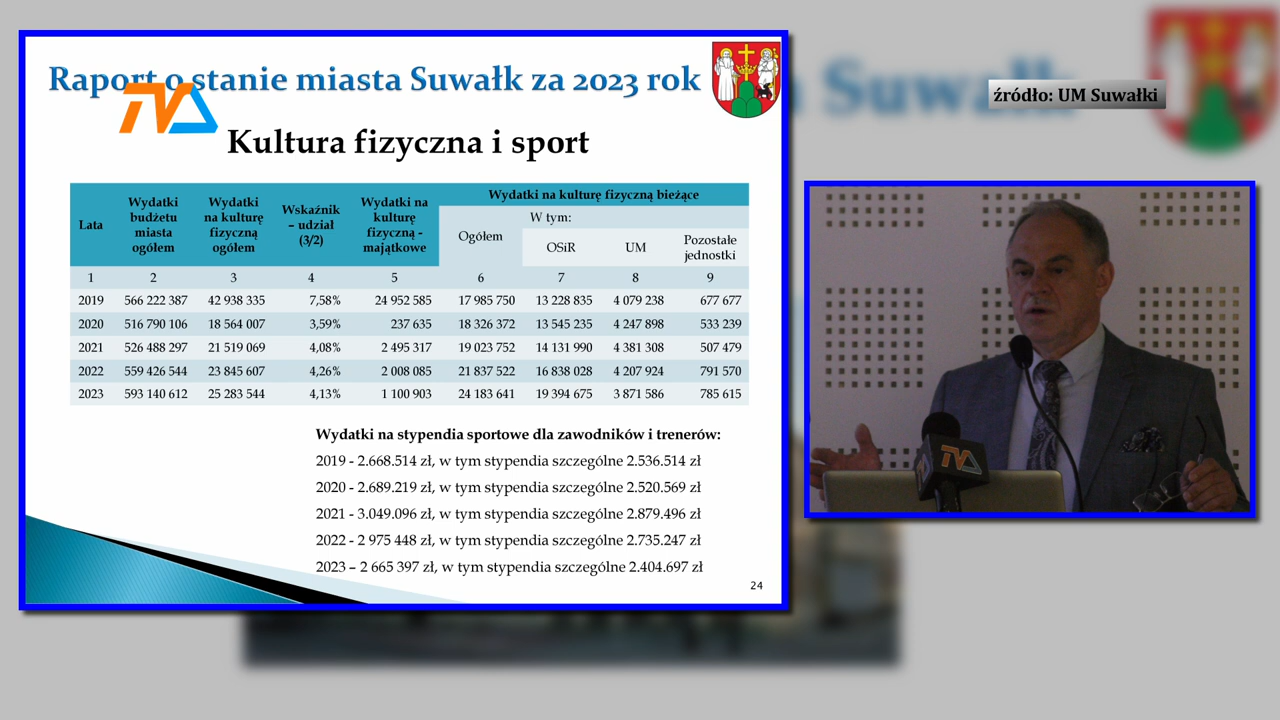 Raport o stanie miasta Suwałk za 2023 rok
TVA
Kultura fizyczna i sport
Lata
Wydatki budżetu miasta ogółem
Wydatki na kulturę fizyczną ogółem
Wskaźnik – udział (3/2)
Wydatki na kulturę fizyczną - majątkowe
Wydatki na kulturę fizyczną bieżące
Ogółem
W tym:
OSiR
UM
Pozostałe jednostki
1 2 3 4 5 6 7 8 9
2019 566 222 387 42 938 335 7,58% 24 952 585 17 985 750 13 228 835 4 079 238 677 677
2020 516 790 106 18 564 007 3,59% 237 635 18 326 372 13 545 235 4 247 898 533 239
2021 526 488 297 21 519 069 4,08% 2 495 317 19 023 752 14 131 990 4 381 308 507 479
2022 559 426 544 23 845 607 4,26% 2 008 085 21 837 522 16 838 028 4 207 924 791 570
2023 593 140 612 25 283 544 4,13% 1 100 903 24 183 641 19 394 675 3 871 586 785 615
Wydatki na stypendia sportowe dla zawodników i trenerów:
2019 - 2.668.514 zł, w tym stypendia szczególne 2.536.514 zł
2020 - 2.689.219 zł, w tym stypendia szczególne 2.520.569 zł
2021 - 3.049.096 zł, w tym stypendia szczególne 2.879.496 zł
2022 - 2 975 448 zł, w tym stypendia szczególne 2.735.247 zł
2023 – 2 665 397 zł, w tym stypendia szczególne 2.404.697 zł
24
źródło: UM Suwałki
TVA
Suwałk